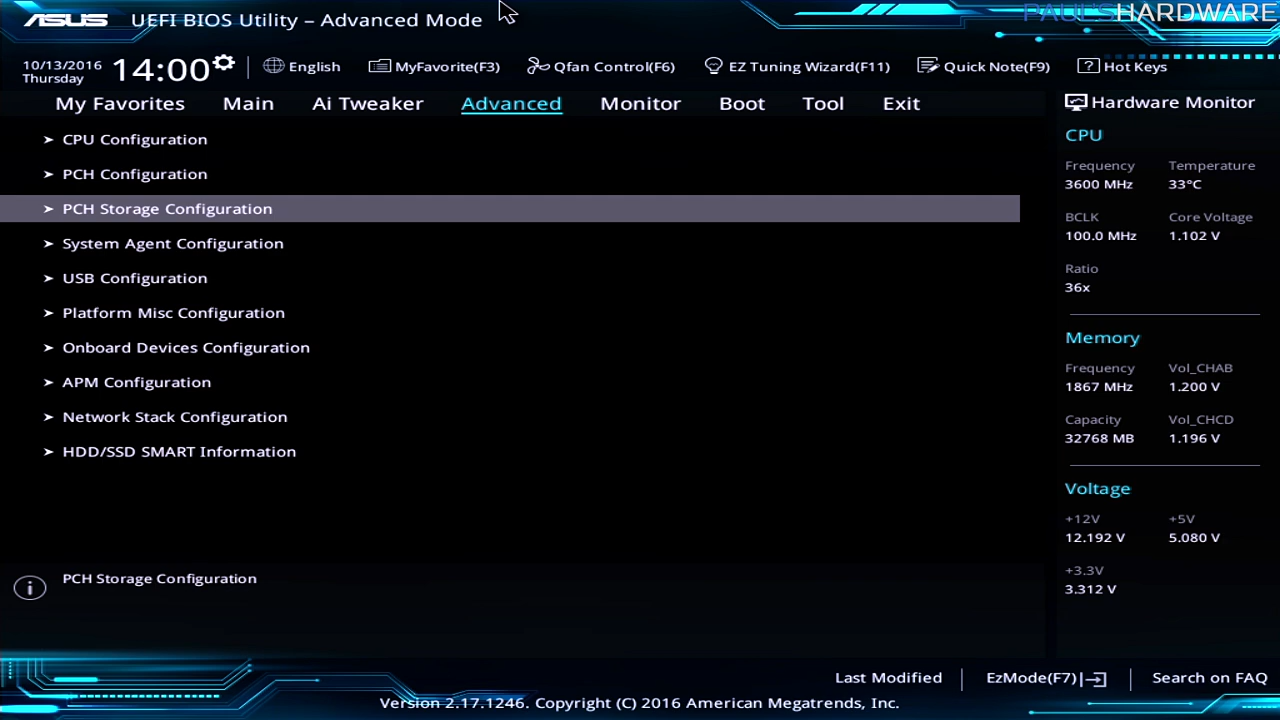 ASUS UEFI BIOS Utility – Advanced Mode
PAUL'SHARDWARE
10/13/2016
Thursday
14:00
English
MyFavorite(F3)
Qfan Control(F6)
EZ Tuning Wizard(F11)
Quick Note(F9)
? Hot Keys
My Favorites Main Ai Tweaker Advanced Monitor Boot Tool Exit
CPU Configuration
PCH Configuration
PCH Storage Configuration
System Agent Configuration
USB Configuration
Platform Misc Configuration
Onboard Devices Configuration
APM Configuration
Network Stack Configuration
HDD/SSD SMART Information
i PCH Storage Configuration
Hardware Monitor
CPU
Frequency Temperature
3600 MHz 33°C
BCLK Core Voltage
100.0 MHz 1.102 V
Ratio
36x
Memory
Frequency Vol_CHAB
1867 MHz 1.200 V
Capacity Vol_CHCD
32768 MB 1.196 V
Voltage
+12V +5V
12.192 V 5.080 V
+3.3V
3.312 V
Last Modified EzMode(F7) Search on FAQ
Version 2.17.1246. Copyright (C) 2016 American Megatrends, Inc.